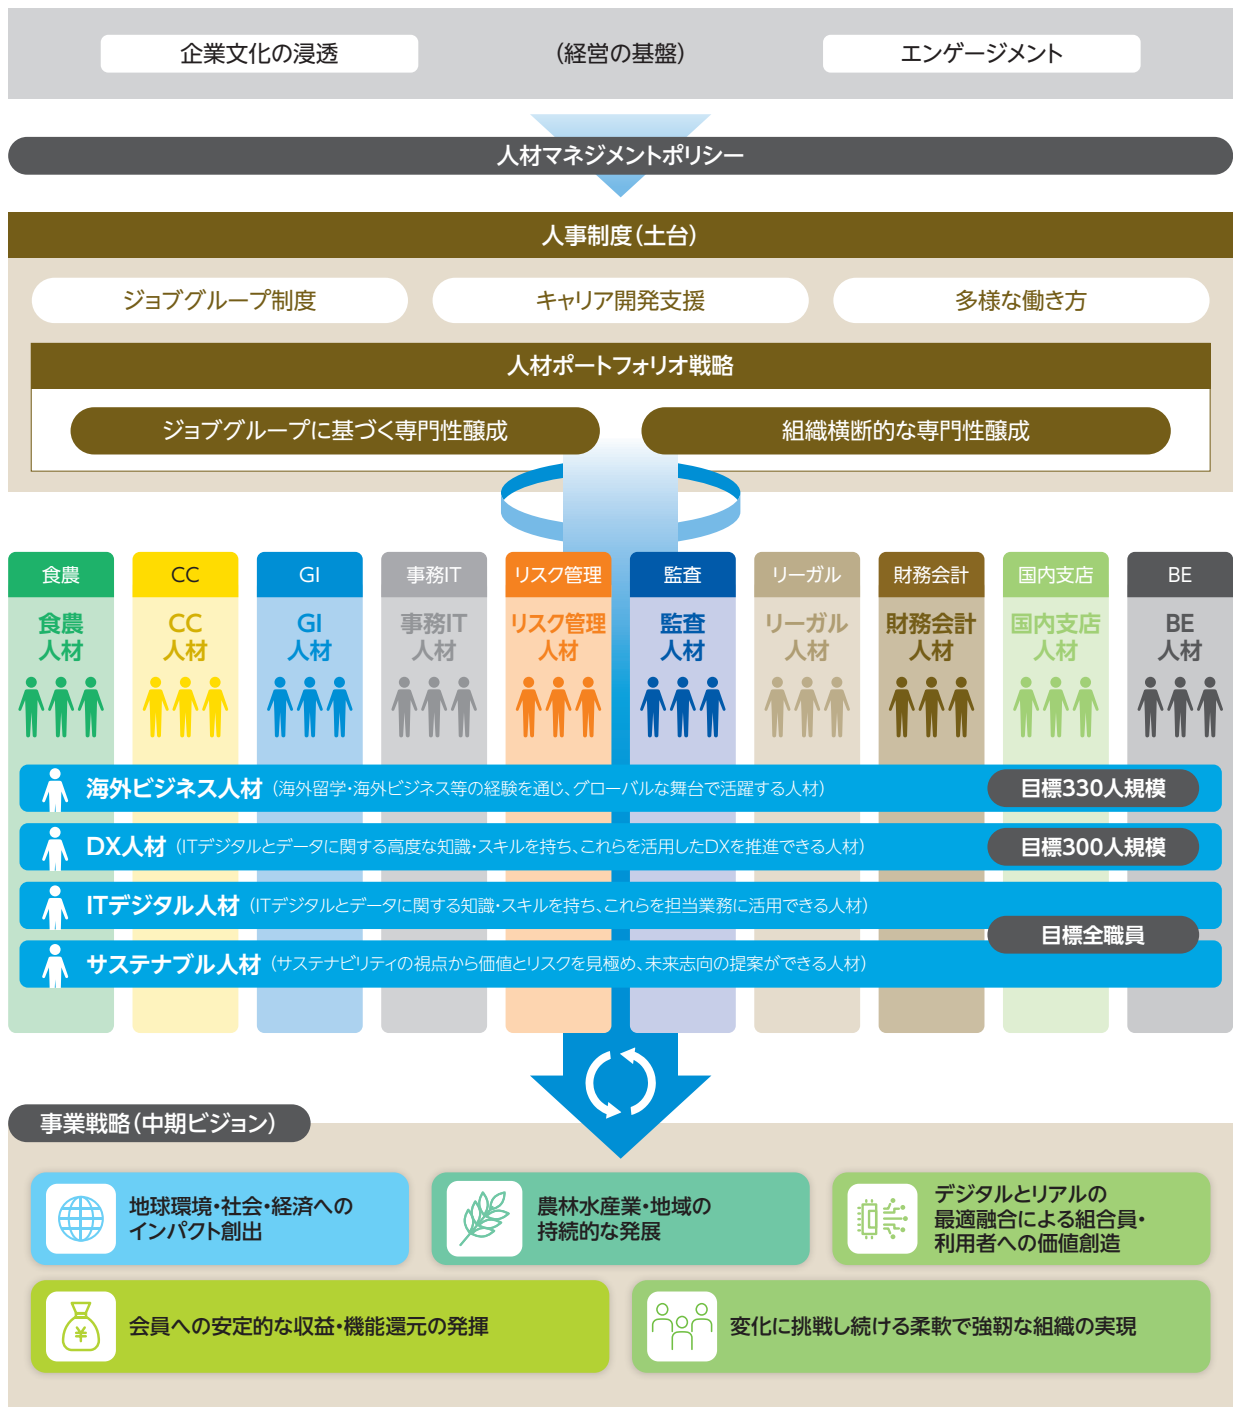 企業文化の浸透
(経営の基盤)
エンゲージメント
人材マネジメントポリシー
人事制度(土台)
ジョブグループ制度
キャリア開発支援
多様な働き方
人材ポートフォリオ戦略
ジョブグループに基づく専門性醸成
組織横断的な専門性醸成
食農
CC
GI
事務IT
リスク管理
監査
リーガル
財務会計
国内支店
BE
食農
人材
CC
人材
GI
人材
事務IT
人材
リスク管理
人材
監査
人材
リーガル
人材
財務会計
人材
国内支店
人材
BE
人材
海外ビジネス人材(海外留学・海外ビジネス等の経験を通じ、グローバルな舞台で活躍する人材)
目標330人規模
DX人材(ITデジタルとデータに関する高度な知識・スキルを持ち、これらを活用したDXを推進できる人材)
目標300人規模
ITデジタル人材(ITデジタルとデータに関する知識・スキルを持ち、これらを担当業務に活用できる人材)
目標全職員
サステナブル人材(サステナビリティの視点から価値とリスクを見極め、未来志向の提案ができる人材)
事業戦略(中期ビジョン)
地球環境・社会・経済への
インパクト創出
農林水産業・地域の
持続的な発展
デジタルとリアルの
最適融合による組合員・
利用者への価値創造
¥
会員への安定的な収益・機能還元の発揮
変化に挑戦し続ける柔軟で強靭な組織の実現